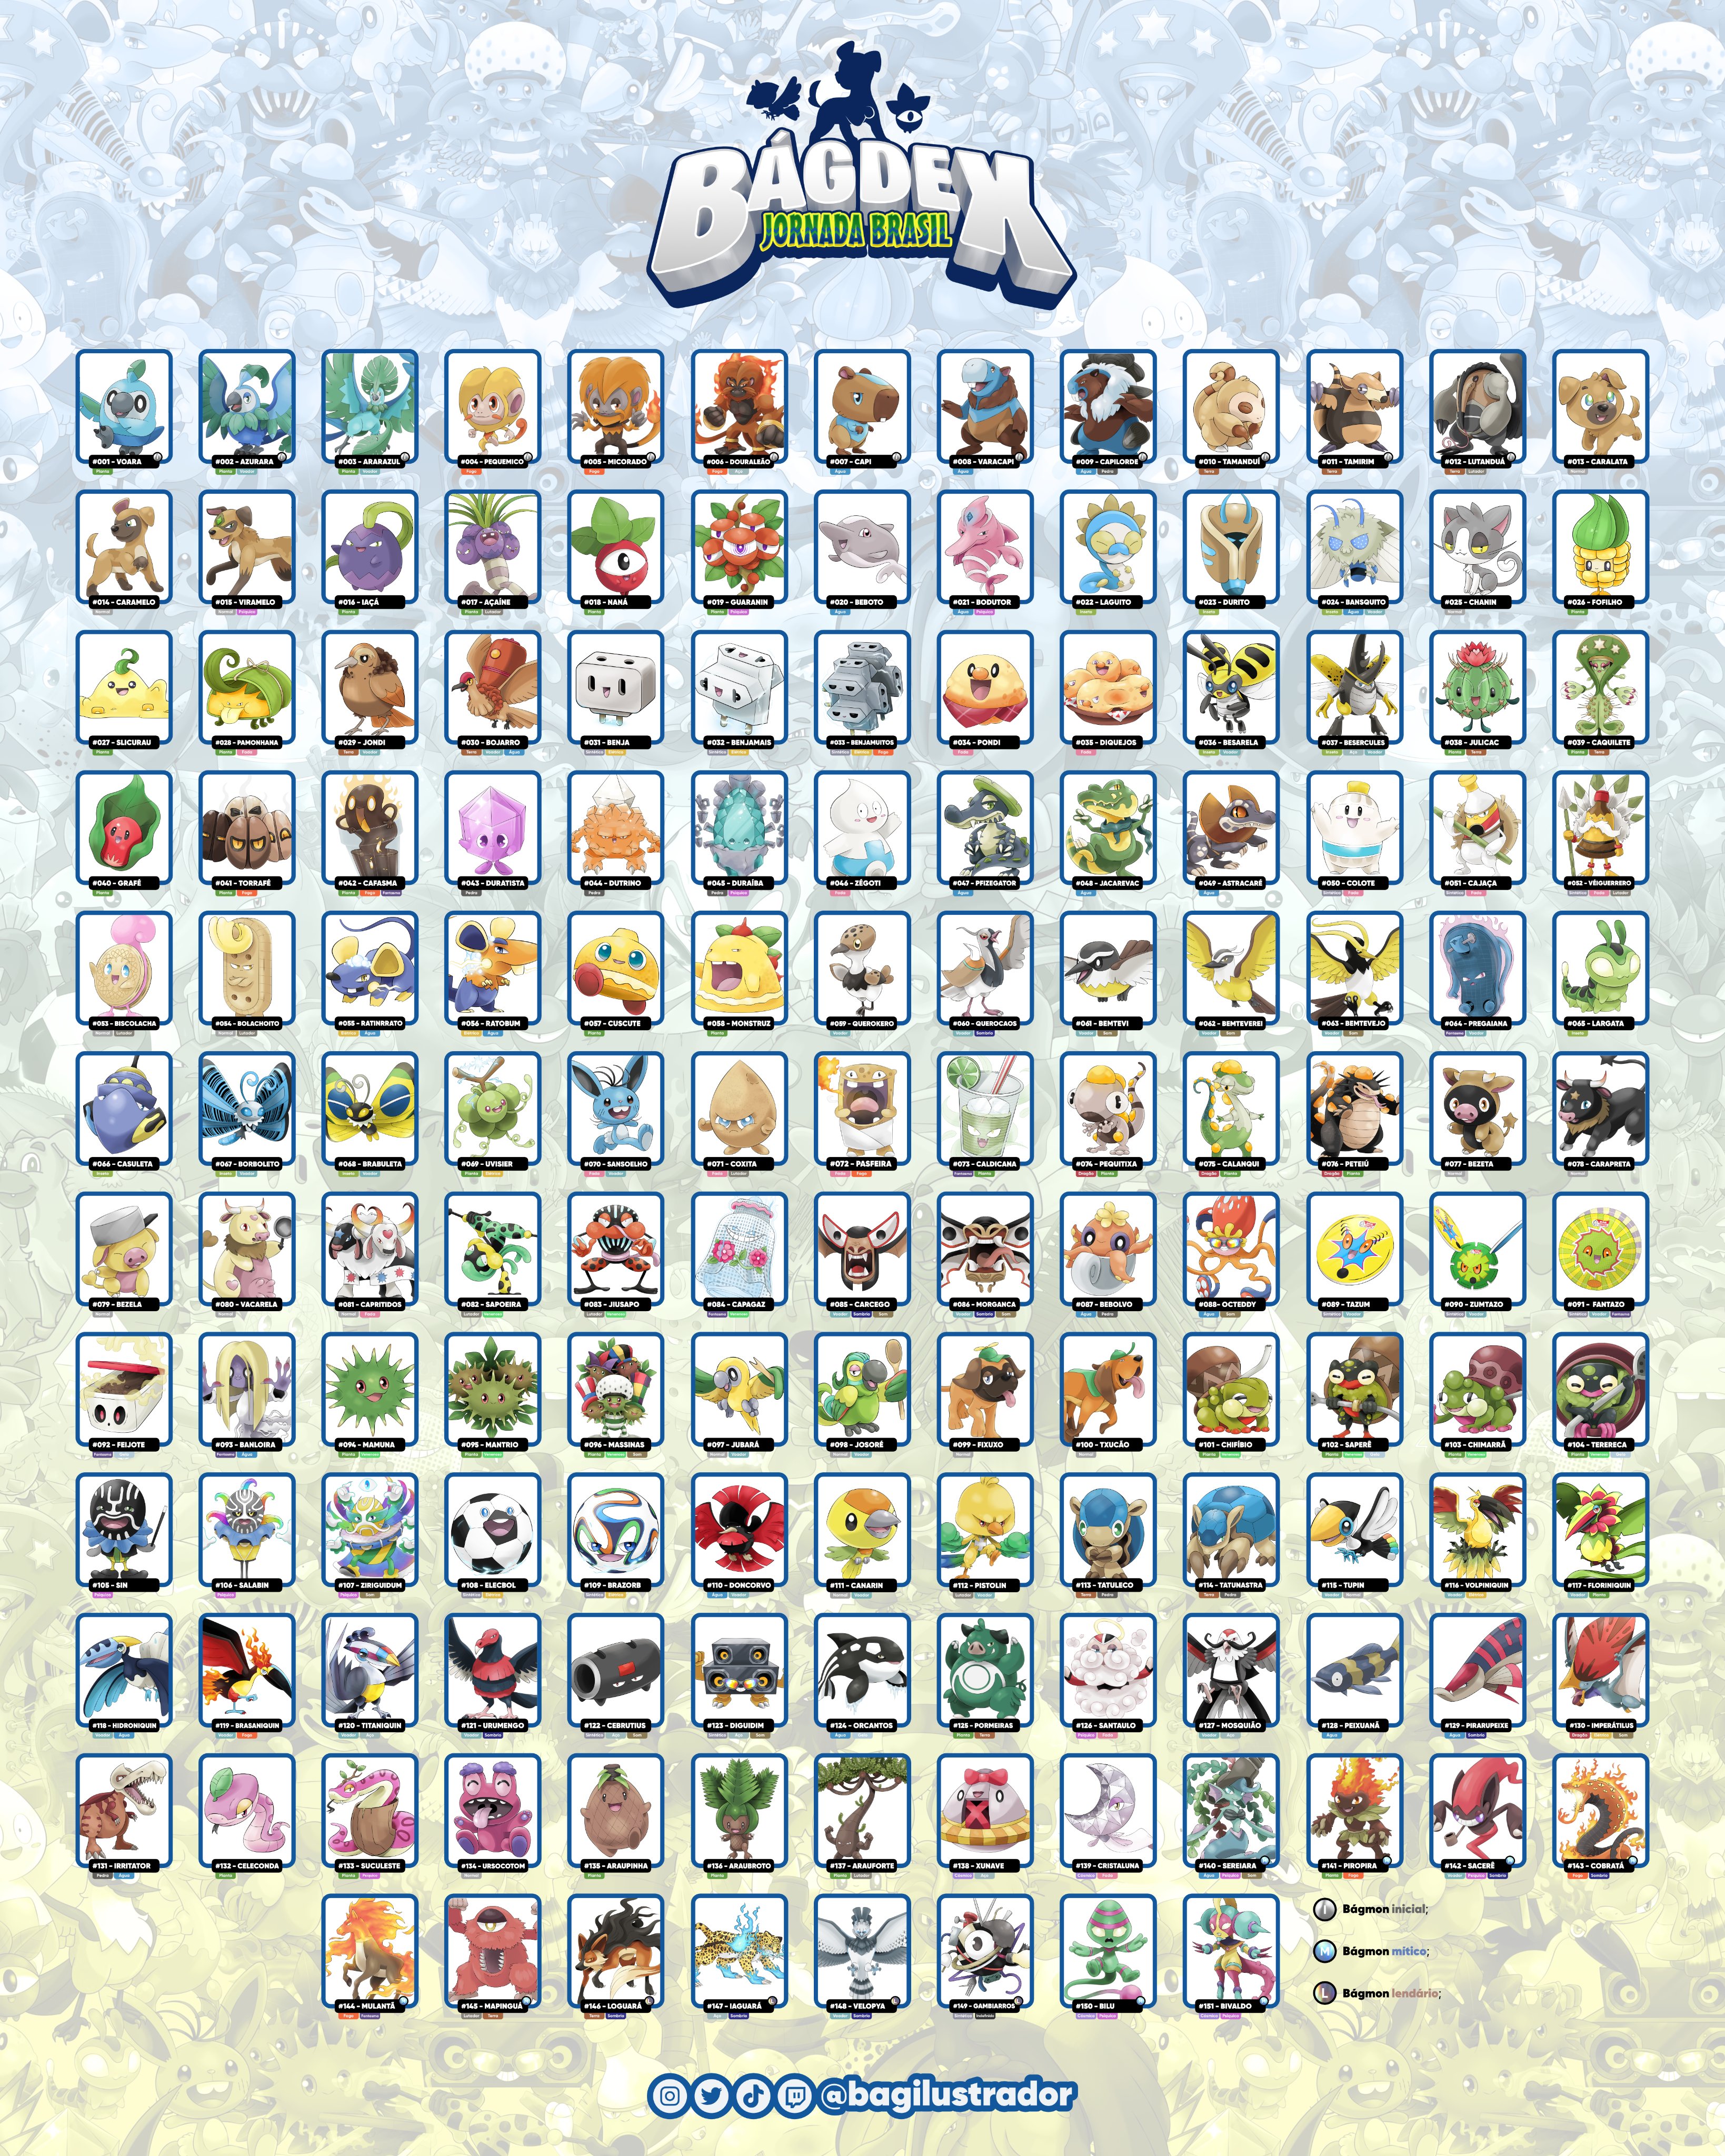 BÁGDEX
JORNADA BRASIL
#001 - VOARA
#002 - AZURARA
#003 - ARARAZUL
#004 - PEQUEMICO
#005 - MICORADO
#006 - DOURALEÃO
#007 - CAPI
#008 - VARACAPI
#009 - CAPILORDE
#010 - TAMANDUÍ
#011 - TAMIRIM
#012 - LUTANDUÁ
#013 - CARALATA
#014 - CARAMELO
#015 - VIRAMELO
#016 - IAÇÁ
#017 - AÇAÍNE
#018 - NANÁ
#019 - GUARANIN
#020 - BEBOTO
#021 - BODUTOR
#022 - LAGUITO
#023 - DURITO
#024 - BANSQUITO
#025 - CHANIN
#026 - FOFILHO
#027 - SLICURAU
#028 - PAMONHANA
#029 - JONDI
#030 - BOJARRO
#031 - BENJA
#032 - BENJAMAIS
#033 - BENJAMUITOS
#034 - PONDI
#035 - DIQUEJOS
#036 - BESARELA
#037 - BESERCULES
#038 - JULICAC
#039 - CAQUILETE
#040 - GRAFÉ
#041 - TORRAFÉ
#042 - CAFASMA
#043 - DURATISTA
#044 - DUTRINO
#045 - DURAÍBA
#046 - ZÉGOTI
#047 - PFIZEGATOR
#048 - JACAREVAC
#049 - ASTRACARÉ
#050 - COLOTE
#051 - CAJAÇA
#052 - VÉIGUERRERO
#053 - BISCOLACHA
#054 - BOLACHOITO
#055 - RATINRRATO
#056 - RATOBUM
#057 - CUSCUTE
#058 - MONSTRUZ
#059 - QUEROKERO
#060 - QUEROCAOS
#061 - BEMTEVI
#062 - BEMTEVEREI
#063 - BEMTEVEJO
#064 - PREGAIANA
#065 - LARGATA
#066 - CASULETA
#067 - BORBOLETO
#068 - BRABULETA
#069 - UVISIER
#070 - SANSOELHO
#071 - COXITA
#072 - PASFEIRA
#073 - CALDICANA
#074 - PEQUITIXA
#075 - CALANQUI
#076 - PETEIÚ
#077 - BEZETA
#078 - CARAPRETA
#079 - BEZELA
#080 - VACARELA
#081 - CAPRITIDOS
#082 - SAPOEIRA
#083 - JIUSAPO
#084 - CAPAGAZ
#085 - CARCEGO
#086 - MORGANCA
#087 - BEBOLVO
#088 - OCTEDDY
#089 - TAZUM
#090 - ZUMTAZO
#091 - FANTAZO
#092 - FEIJOTE
#093 - BANLOIRA
#094 - MAMUNA
#095 - MANTRIO
#096 - MASSINAS
#097 - JUBARÁ
#098 - JOSORÉ
#099 - FIXUXO
#100 - TXUCÃO
#101 - CHIFÍBIO
#102 - SAPERÊ
#103 - CHIMARRÃ
#104 - TERERECA
#105 - SIN
#106 - SALABIN
#107 - ZIRIGUIDUM
#108 - ELECBOL
#109 - BRAZORB
#110 - DONCORVO
#111 - CANARIN
#112 - PISTOLIN
#113 - TATULECO
#114 - TATUNASTRA
#115 - TUPIN
#116 - VOLPINIQUIN
#117 - FLORINIQUIN
#118 - HIDRONIQUIN
#119 - BRASANIQUIN
#120 - TITANIQUIN
#121 - URUMENGO
#122 - CEBRUTIUS
#123 - DIGUIDIM
#124 - ORCANTOS
#125 - PORMEIRAS
#126 - SANTAULO
#127 - MOSQUIÃO
#128 - PEIXUANÃ
#129 - PIRARUPEIXE
#130 - IMPERÁTILUS
#131 - IRRITATOR
#132 - CELECONDA
#133 - SUCULESTE
#134 - URSOCOTOM
#135 - ARAUPINHA
#136 - ARAUBROTO
#137 - ARAUFORTE
#138 - XUNAVE
#139 - CRISTALUNA
#140 - SEREIARA
#141 - PIROPIRA
#142 - SACERÊ
#143 - COBRATÁ
#144 - MULANTÃ
#145 - MAPINGUÁ
#146 - LOGUARÁ
#147 - IAGUARÁ
#148 - VELOPYA
#149 - GAMBIARROS
#150 - BILU
#151 - BIVALDO
I Bágmon inicial;
M Bágmon mítico;
L Bágmon lendário;
@bagilustrador